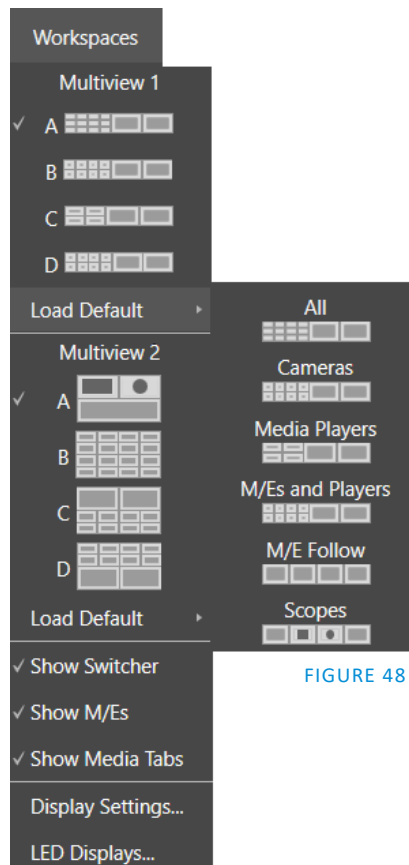 Workspaces
Multiview 1
✓ A
B
C
D
Load Default
Multiview 2
✓ A
B
C
D
Load Default
✓ Show Switcher
✓ Show M/Es
✓ Show Media Tabs
Display Settings...
LED Displays...
All
Cameras
Media Players
M/Es and Players
M/E Follow
Scopes
FIGURE 48